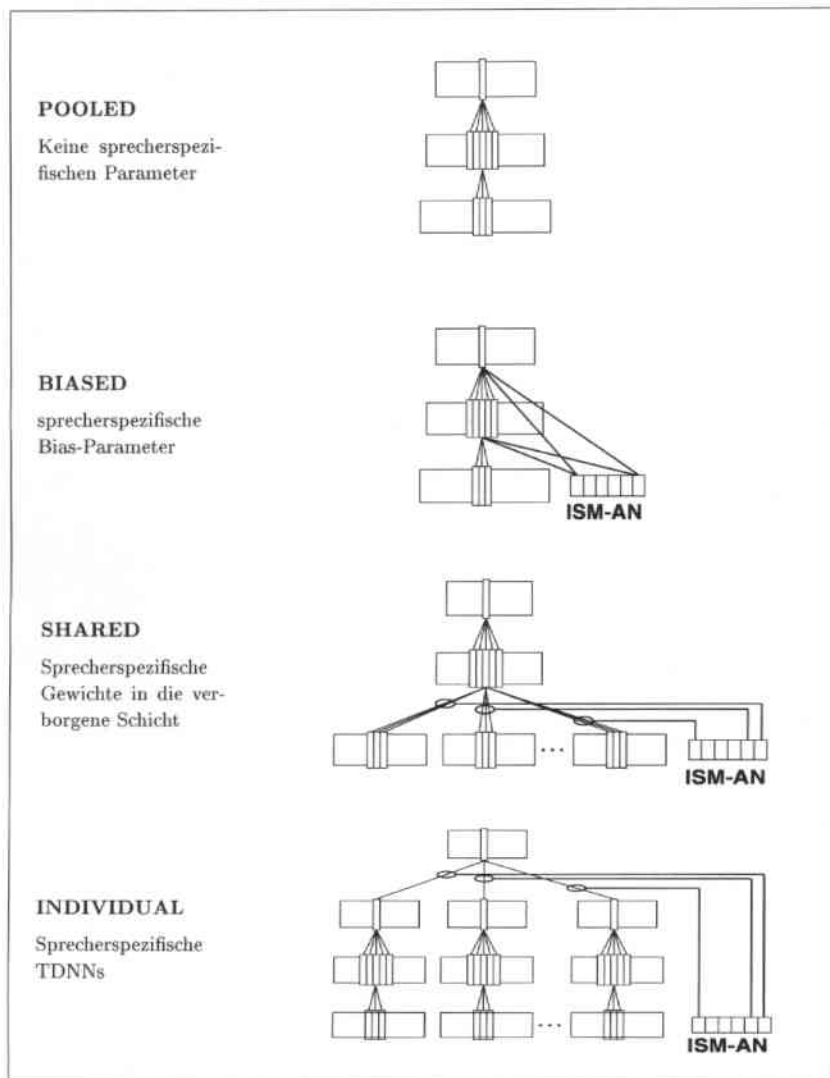 POOLED
Keine sprecherspezi-
fischen Parameter
BIASED
sprecherspezifische
Bias-Parameter
ISM-AN
SHARED
Sprecherspezifische
Gewichte in die ver-
borgene Schicht
...
ISM-AN
INDIVIDUAL
Sprecherspezifische
TDNNs
...
ISM-AN